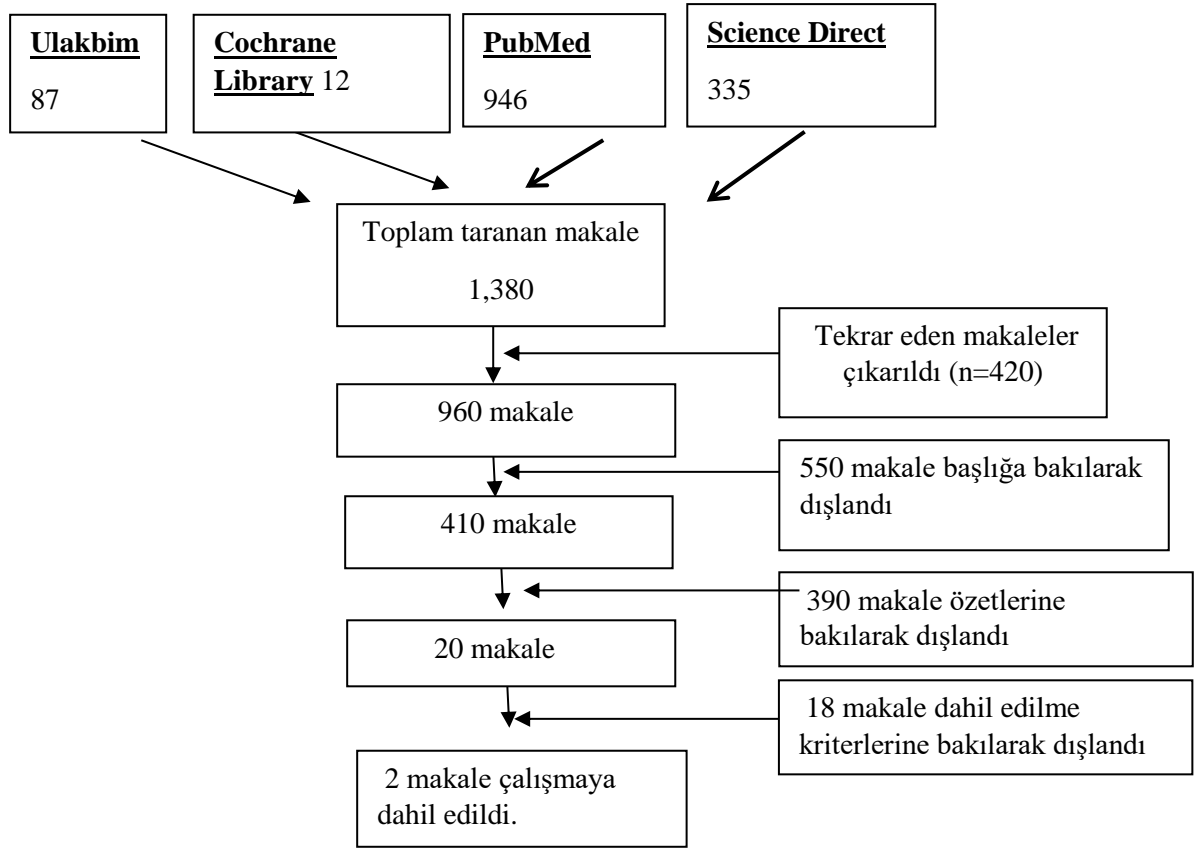 Ulakbim
87
Cochrane
Library 12
PubMed
946
Science Direct
335
Toplam taranan makale
1,380
Tekrar eden makaleler
çıkarıldı (n=420)
960 makale
550 makale başlığa bakılarak
dışlandı
410 makale
390 makale özetlerine
bakılarak dışlandı
20 makale
18 makale dahil edilme
kriterlerine bakılarak dışlandı
2 makale çalışmaya
dahil edildi.